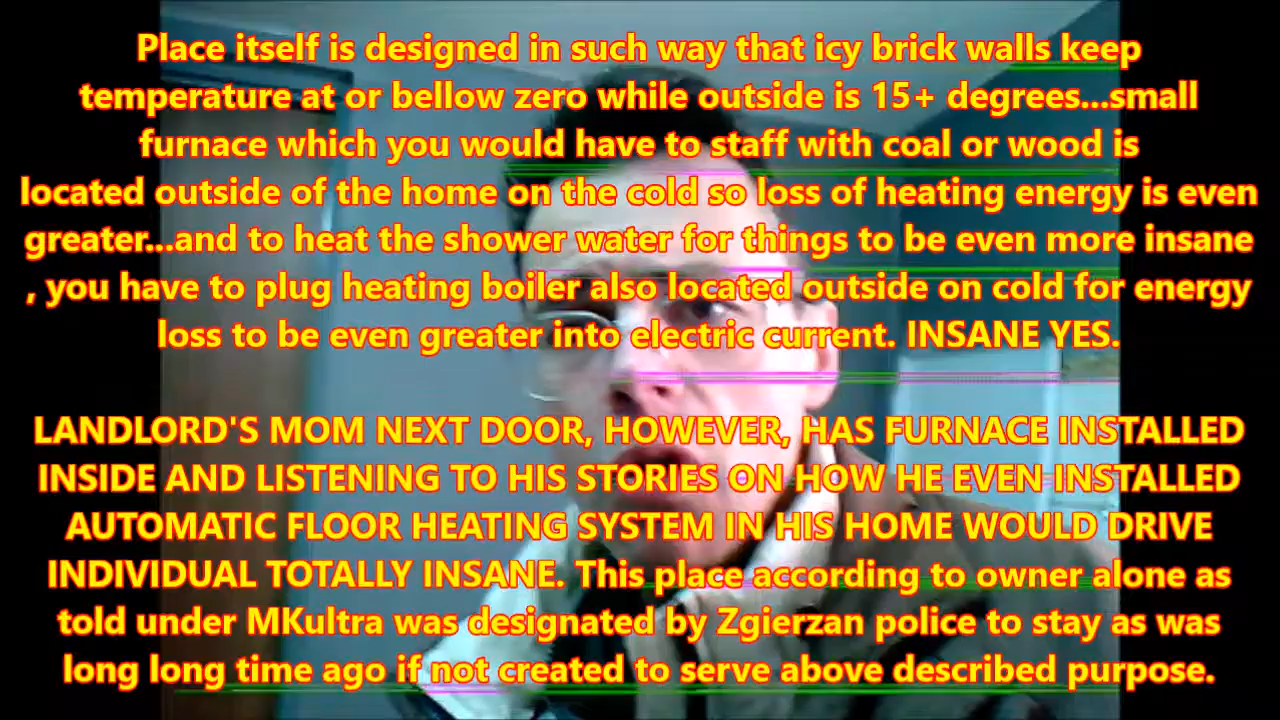 Place itself is designed in such way that icy brick walls keep
temperature at or bellow zero while outside is 15+ degrees...small
furnace which you would have to staff with coal or wood is
located outside of the home on the cold so loss of heating energy is even
greater...and to heat the shower water for things to be even more insane
, you have to plug heating boiler also located outside on cold for energy
loss to be even greater into electric current. INSANE YES.
LANDLORD'S MOM NEXT DOOR, HOWEVER, HAS FURNACE INSTALLED
INSIDE AND LISTENING TO HIS STORIES ON HOW HE EVEN INSTALLED
AUTOMATIC FLOOR HEATING SYSTEM IN HIS HOME WOULD DRIVE
INDIVIDUAL TOTALLY INSANE. This place according to owner alone as
told under MKultra was designated by Zgierzan police to stay as was
long long time ago if not created to serve above described purpose.